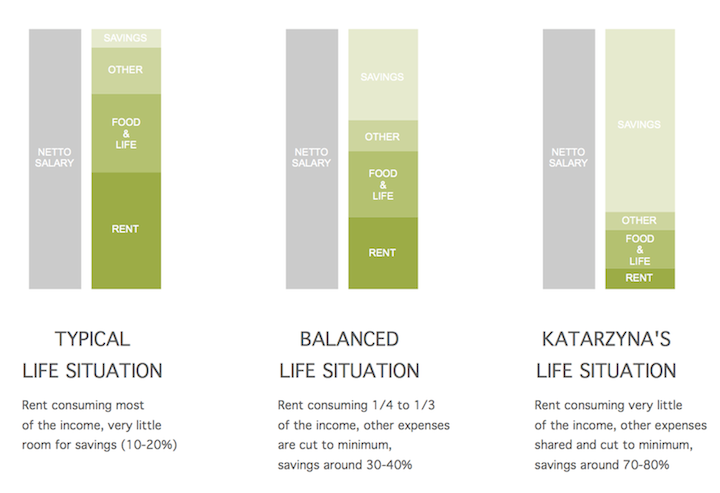 SAVINGS
OTHER
FOOD
&
LIFE
NETTO
SALARY
RENT
TYPICAL
LIFE SITUATION
Rent consuming most
of the income, very little
room for savings (10-20%)
SAVINGS
OTHER
NETTO
SALARY
FOOD
&
LIFE
RENT
BALANCED
LIFE SITUATION
Rent consuming 1/4 to 1/3
of the income, other expenses
are cut to minimum,
savings around 30-40%
SAVINGS
NETTO
SALARY
OTHER
FOOD
&
LIFE
RENT
KATARZYNA'S
LIFE SITUATION
Rent consuming very little
of the income, other expenses
shared and cut to minimum,
savings around 70-80%